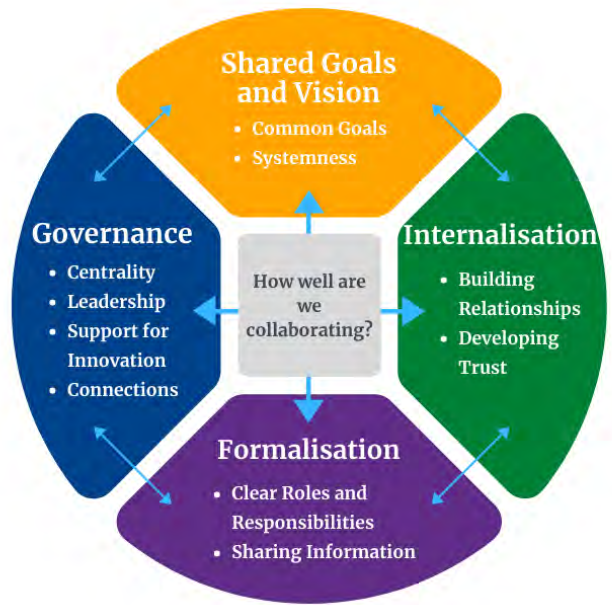 Shared Goals
and Vision
• Common Goals
• Systemness
Governance
• Centrality
• Leadership
• Support for
Innovation
• Connections
How well are
we
collaborating?
Internalisation
• Building
Relationships
• Developing
Trust
Formalisation
• Clear Roles and
Responsibilities
• Sharing Information